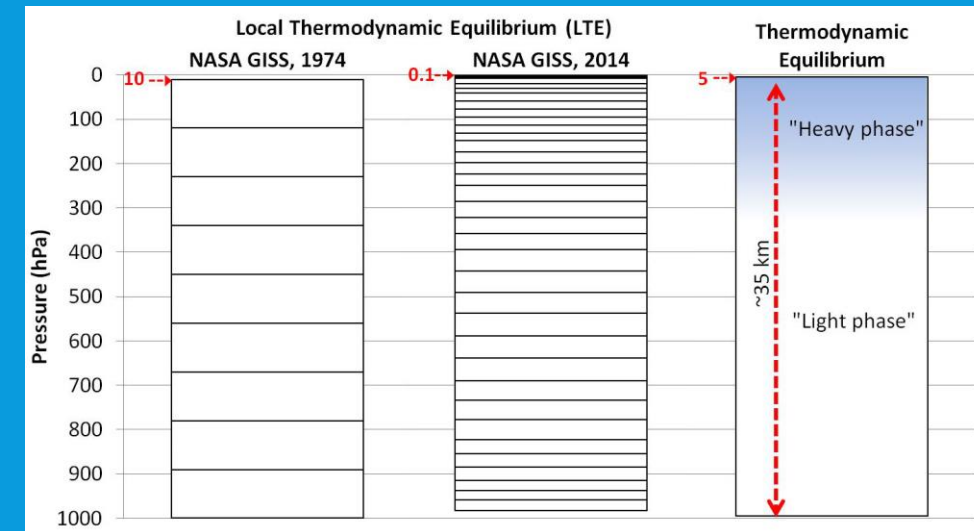 Local Thermodynamic Equilibrium (LTE)
NASA GISS, 1974
NASA GISS, 2014
Thermodynamic
Equilibrium
Pressure (hPa)
0
100
200
300
400
500
600
700
800
900
1000
10
0.1
5
"Heavy phase"
~35 km
"Light phase"